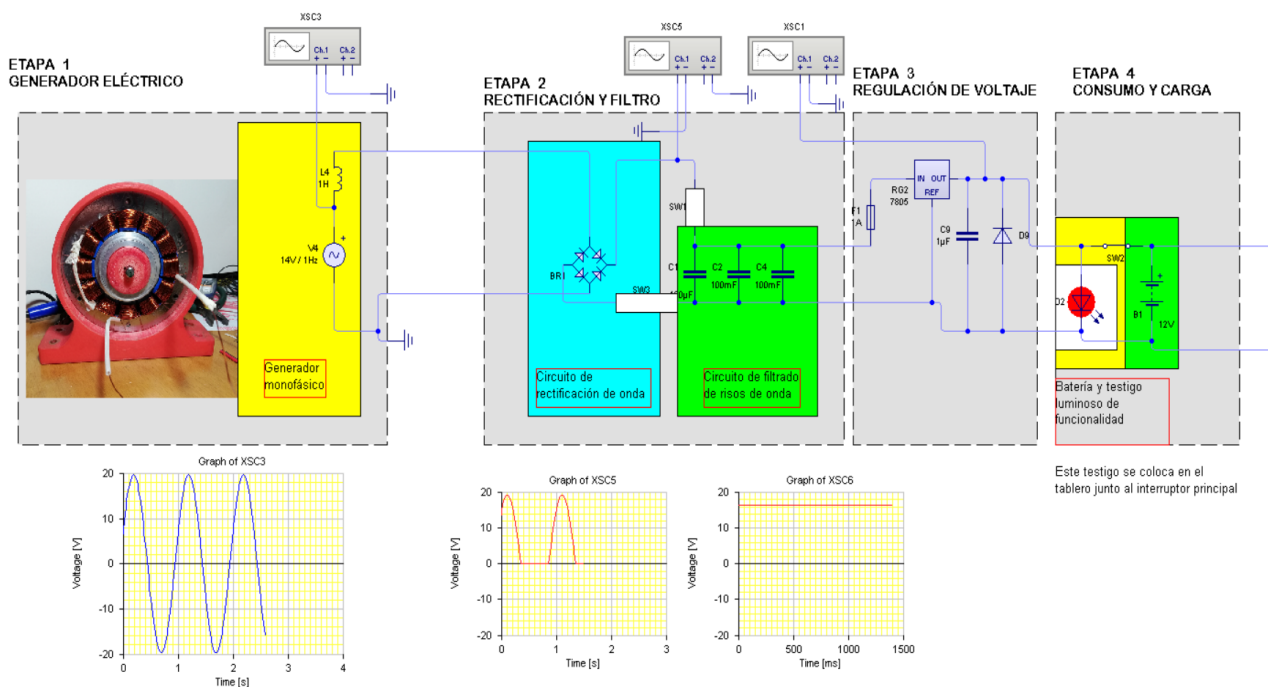 XSC3
Ch.1 Ch.2
+ - + -
XSC5
Ch.1 Ch.2
+ - + -
XSC1
Ch.1 Ch.2
+ - + -
ETAPA 1
GENERADOR ELÉCTRICO
ETAPA 2
RECTIFICACIÓN Y FILTRO
ETAPA 3
REGULACIÓN DE VOLTAJE
ETAPA 4
CONSUMO Y CARGA
L4
1H
V4
14V / 1Hz
+
Generador
monofásico
BR1
SW1
SW3
C1
C2
100mF
C4
100mF
Circuito de
rectificación de onda
Circuito de filtrado
de risos de onda
F1
IN OUT
REF
RG2
7805
C9
1µF
D9
SW2
D2
+
B1
12V
Batería y testigo
luminoso de
funcionalidad
Este testigo se coloca en el
tablero junto al interruptor principal
Graph of XSC3
Voltage [V]
20
10
0
-10
-20
0 1 2 3 4
Time [s]
Graph of XSC5
Voltage [V]
20
10
0
-10
-20
0 1 2 3
Time [s]
Graph of XSC6
Voltage [V]
20
10
0
-10
-20
0 500 1000 1500
Time [ms]